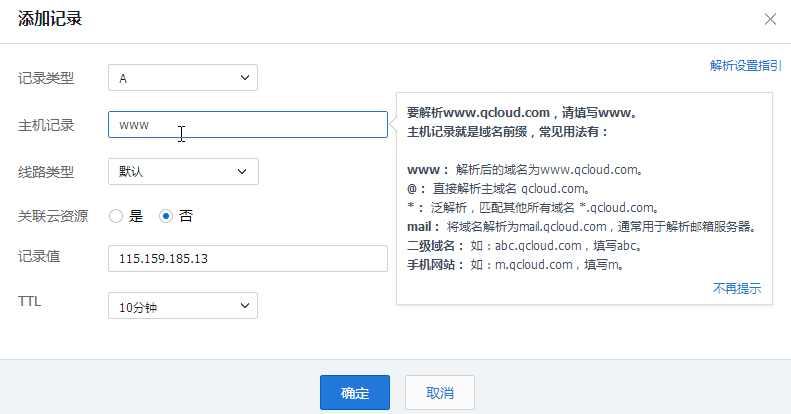 添加记录
解析设置指引
记录类型
A
主机记录
www
线路类型
默认
关联云资源
是
否
记录值
115.159.185.13
TTL
10分钟
要解析www.qcloud.com，请填写www。
主机记录就是域名前缀，常见用法有：
www： 解析后的域名为www.qcloud.com。
@： 直接解析主域名 qcloud.com。
*： 泛解析，匹配其他所有域名 *.qcloud.com。
mail： 将域名解析为mail.qcloud.com，通常用于解析邮箱服务器。
二级域名： 如：abc.qcloud.com，填写abc。
手机网站： 如：m.qcloud.com，填写m。
不再提示
确定
取消